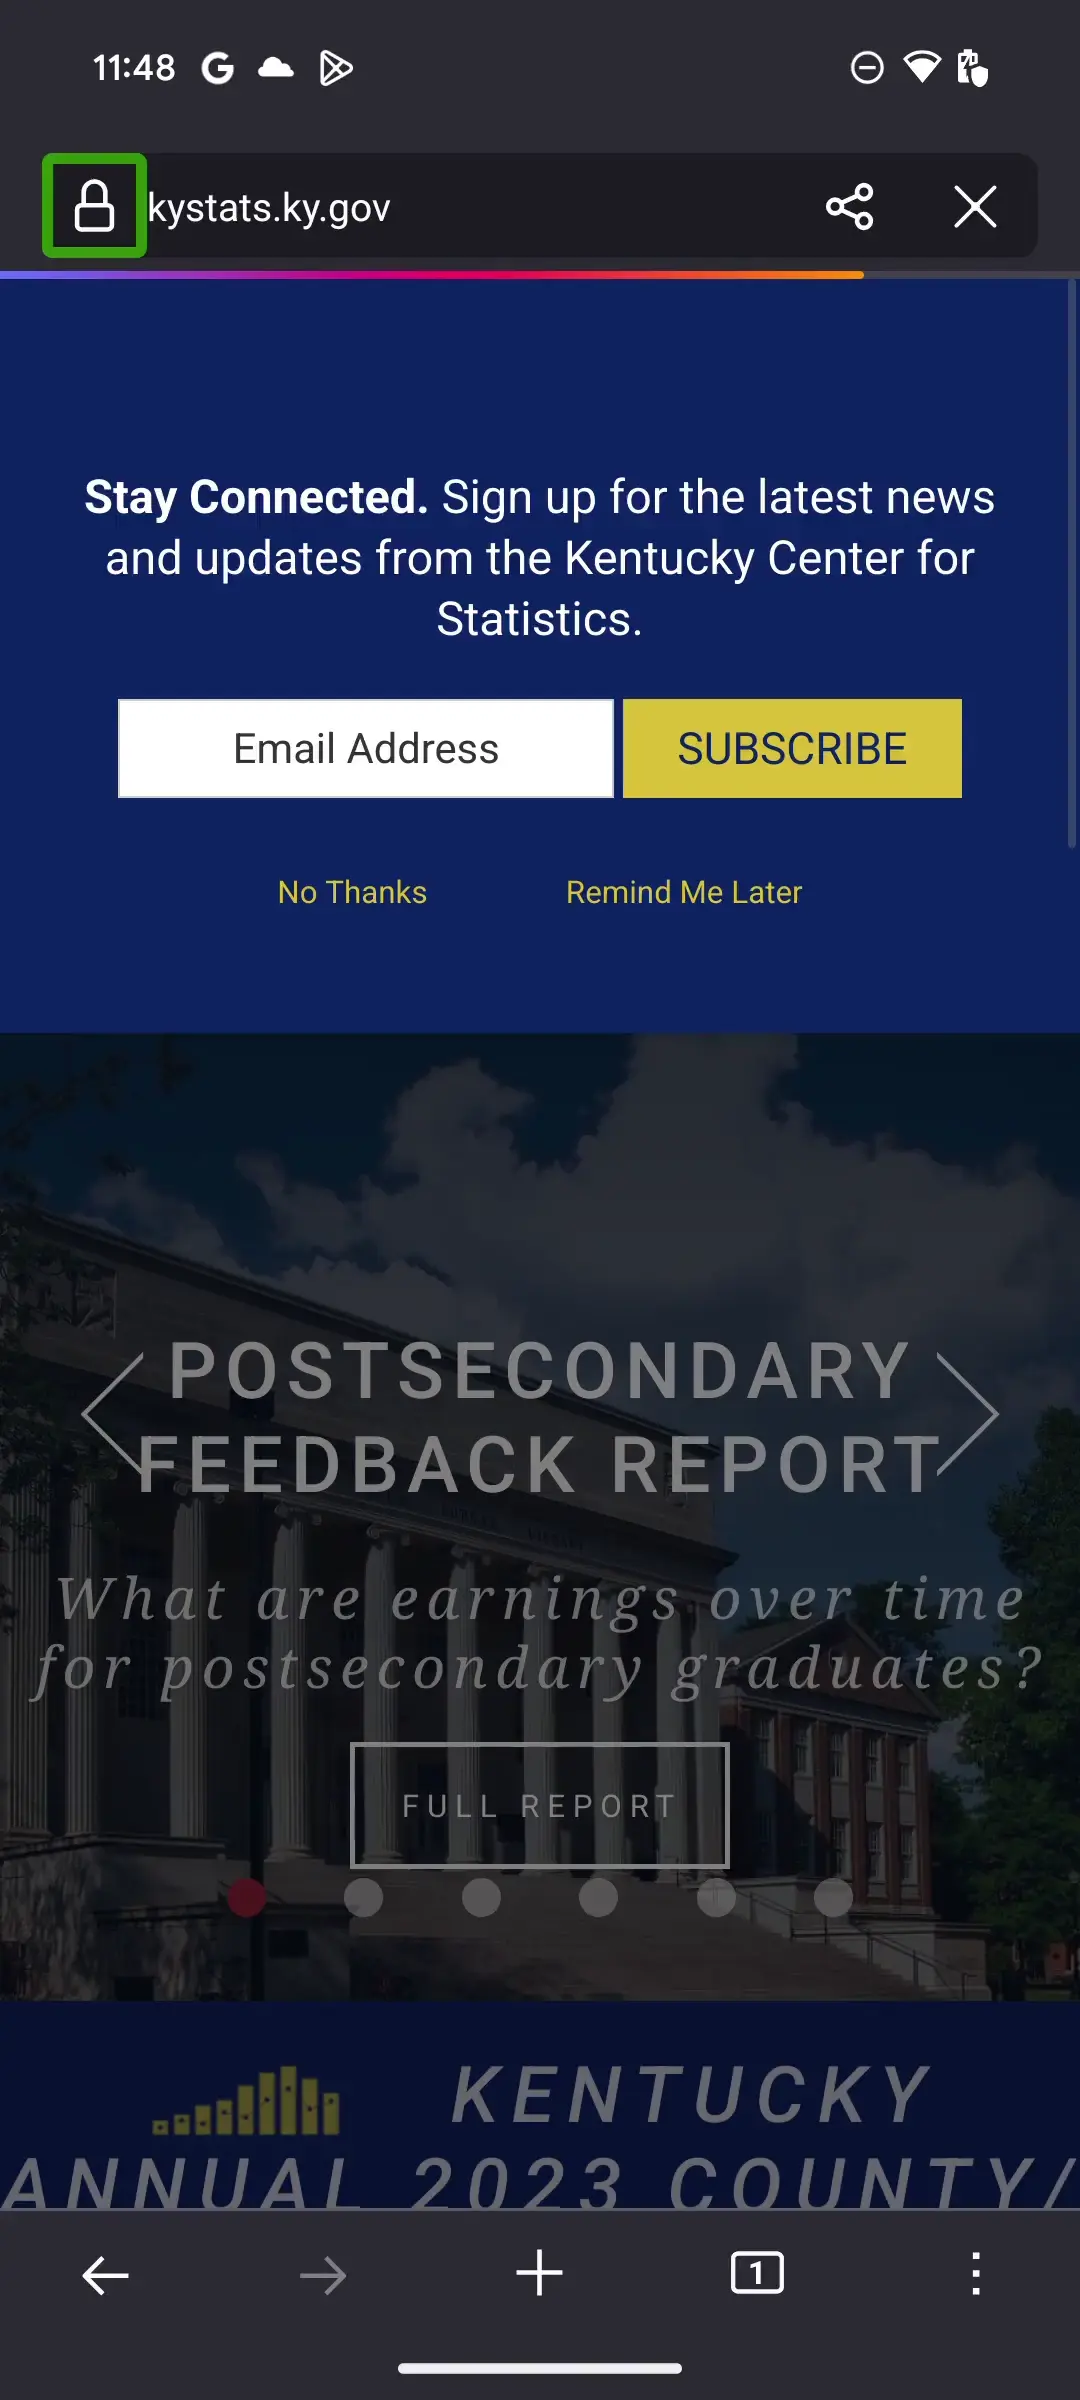 11:48
kystats.ky.gov
Stay Connected. Sign up for the latest news
and updates from the Kentucky Center for
Statistics.
Email Address
SUBSCRIBE
No Thanks
Remind Me Later
POSTSECONDARY
FEEDBACK REPORT
What are earnings over time
for postsecondary graduates?
FULL REPORT
KENTUCKY
ANNUAL 2023 COUNTY/
1